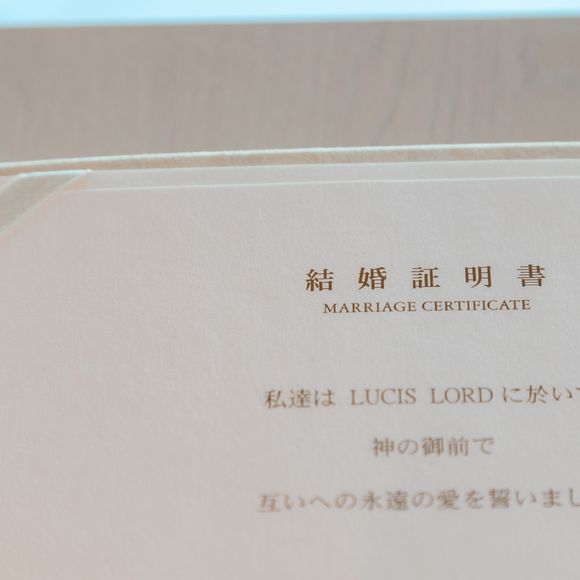 結婚証明書
MARRIAGE CERTIFICATE
私達は LUCIS LORD に於い
神の御前で
互いへの永遠の愛を誓いまし